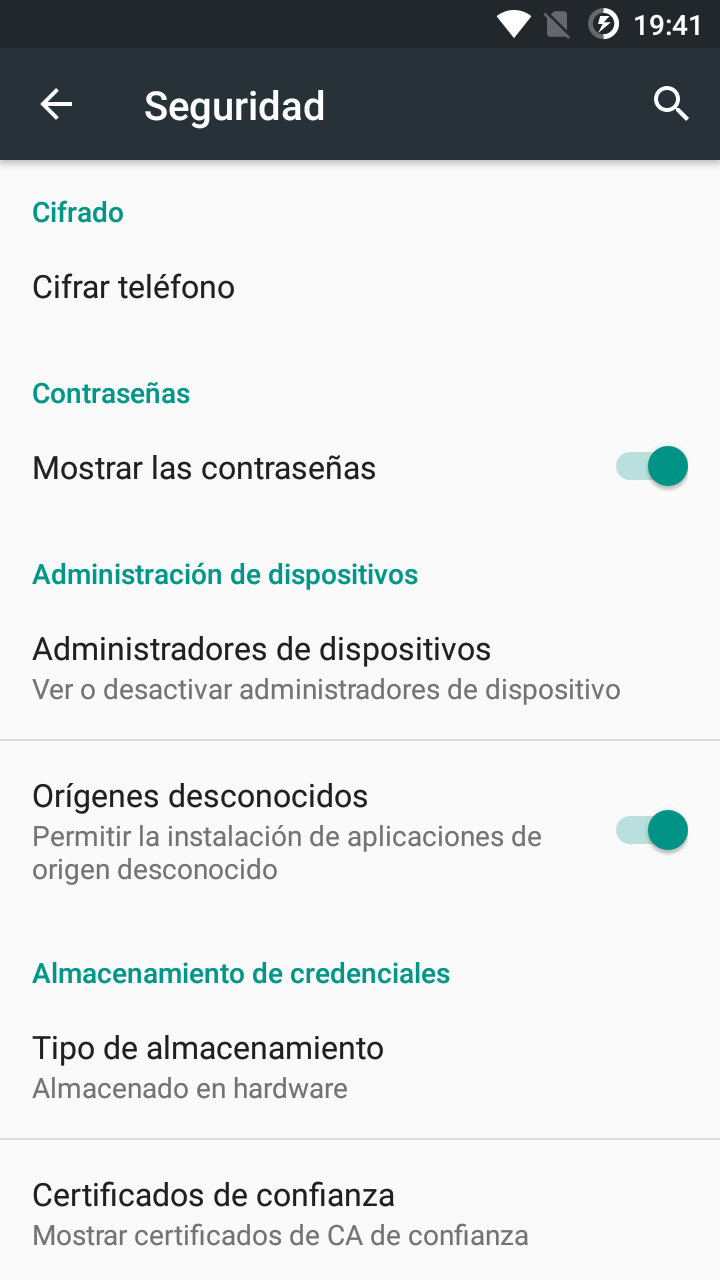 19:41
Seguridad
Cifrado
Cifrar teléfono
Contraseñas
Mostrar las contraseñas
Administración de dispositivos
Administradores de dispositivos
Ver o desactivar administradores de dispositivo
Orígenes desconocidos
Permitir la instalación de aplicaciones de
origen desconocido
Almacenamiento de credenciales
Tipo de almacenamiento
Almacenado en hardware
Certificados de confianza
Mostrar certificados de CA de confianza